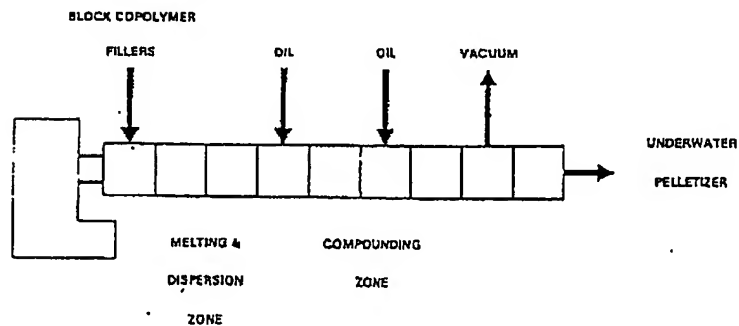 BLOCK COPOLYMER
FILLERS OIL OIL VACUUM
UNDERWATER
PELLETIZER
MELTING & COMPOUNDING
DISPERSION ZONE
ZONE